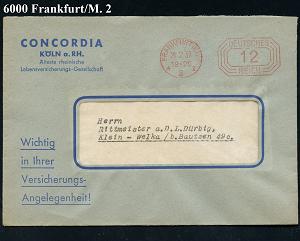 6000 Frankfurt/M. 2
CONCORDIA
KÖLN a. RH.
Älteste rheinische
Lebensversicherungs-Gesellschaft
FRANKFURT
DEUTSCHES
12
REICH
Herrn
Rittmeister a.D.L.Dürbig,
Klein - Welka /b.Bautzen 49c.
Wichtig
in Ihrer
Versicherungs-
Angelegenheit!